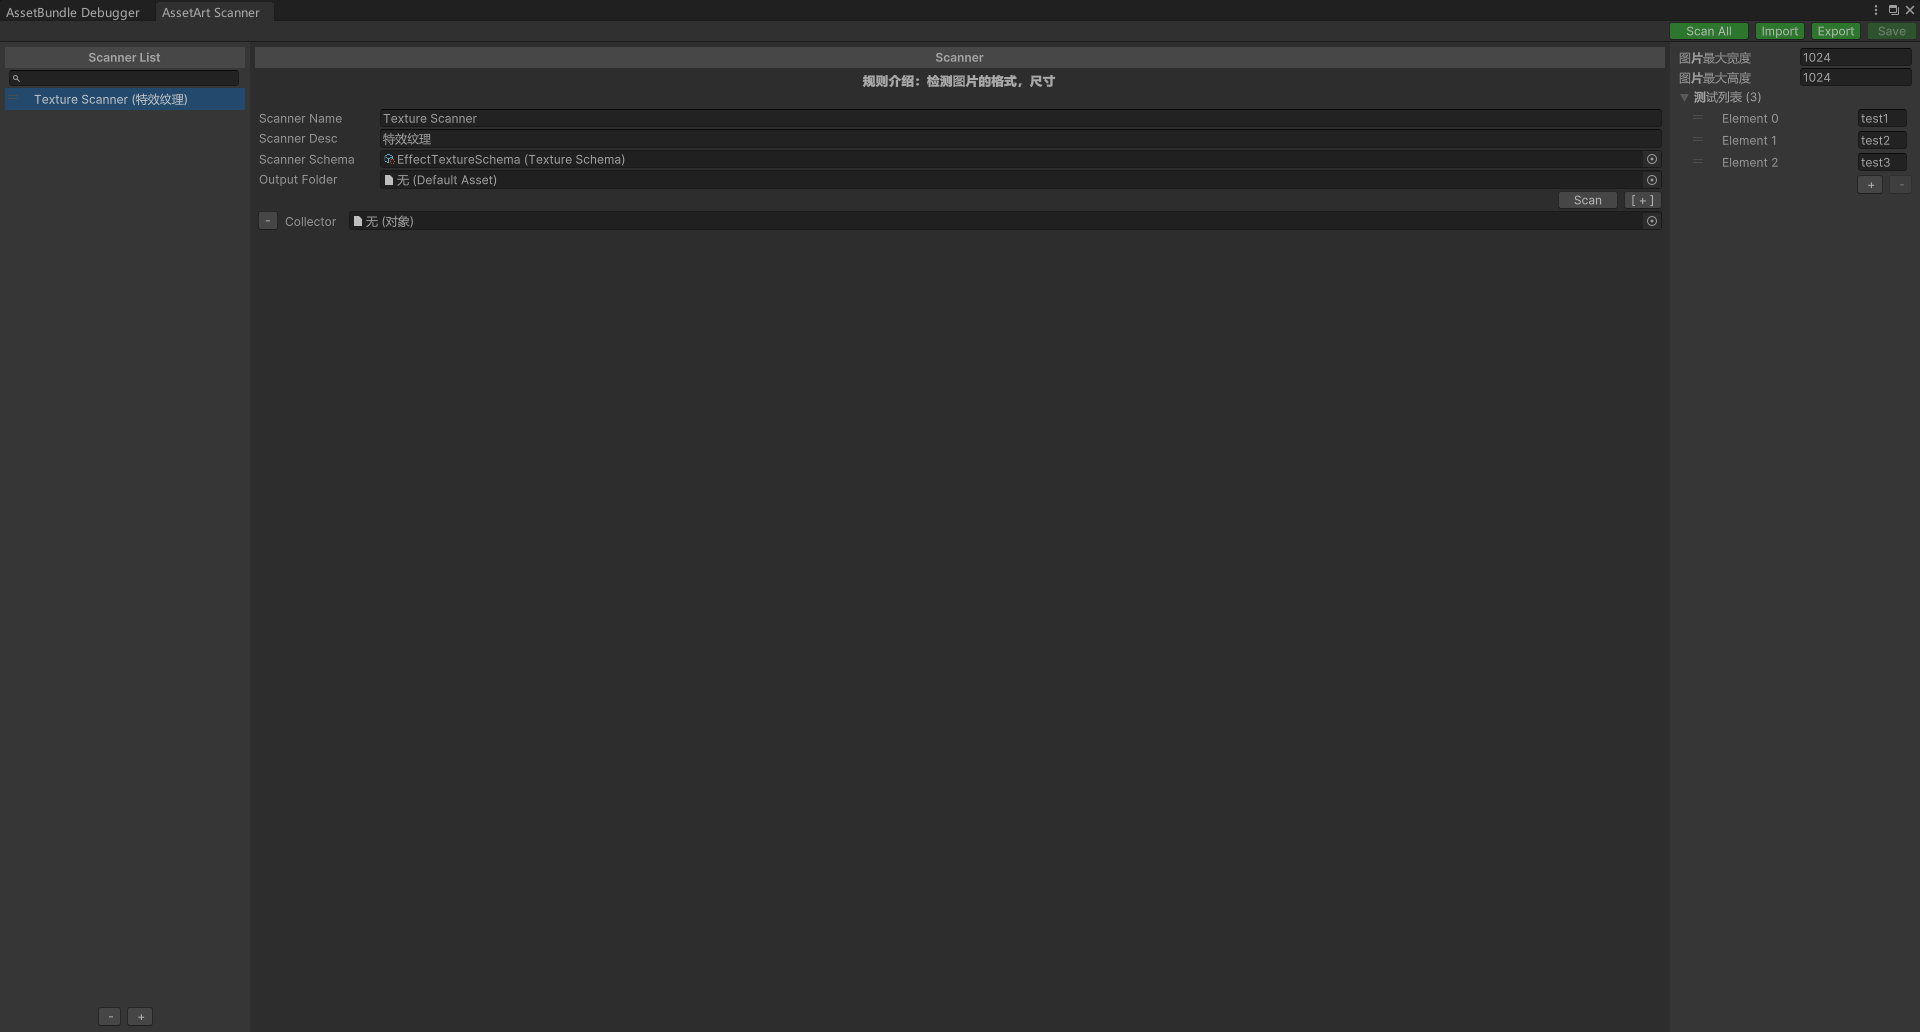 AssetBundle Debugger
AssetArt Scanner
Scan All
Import
Export
Save
Scanner List
Texture Scanner (特效纹理)
-
+
Scanner
规则介绍：检测图片的格式，尺寸
Scanner Name
Texture Scanner
Scanner Desc
特效纹理
Scanner Schema
EffectTextureSchema (Texture Schema)
Output Folder
无 (Default Asset)
Scan
[ + ]
-
Collector
无 (对象)
图片最大宽度
1024
图片最大高度
1024
测试列表 (3)
Element 0
test1
Element 1
test2
Element 2
test3
+
-